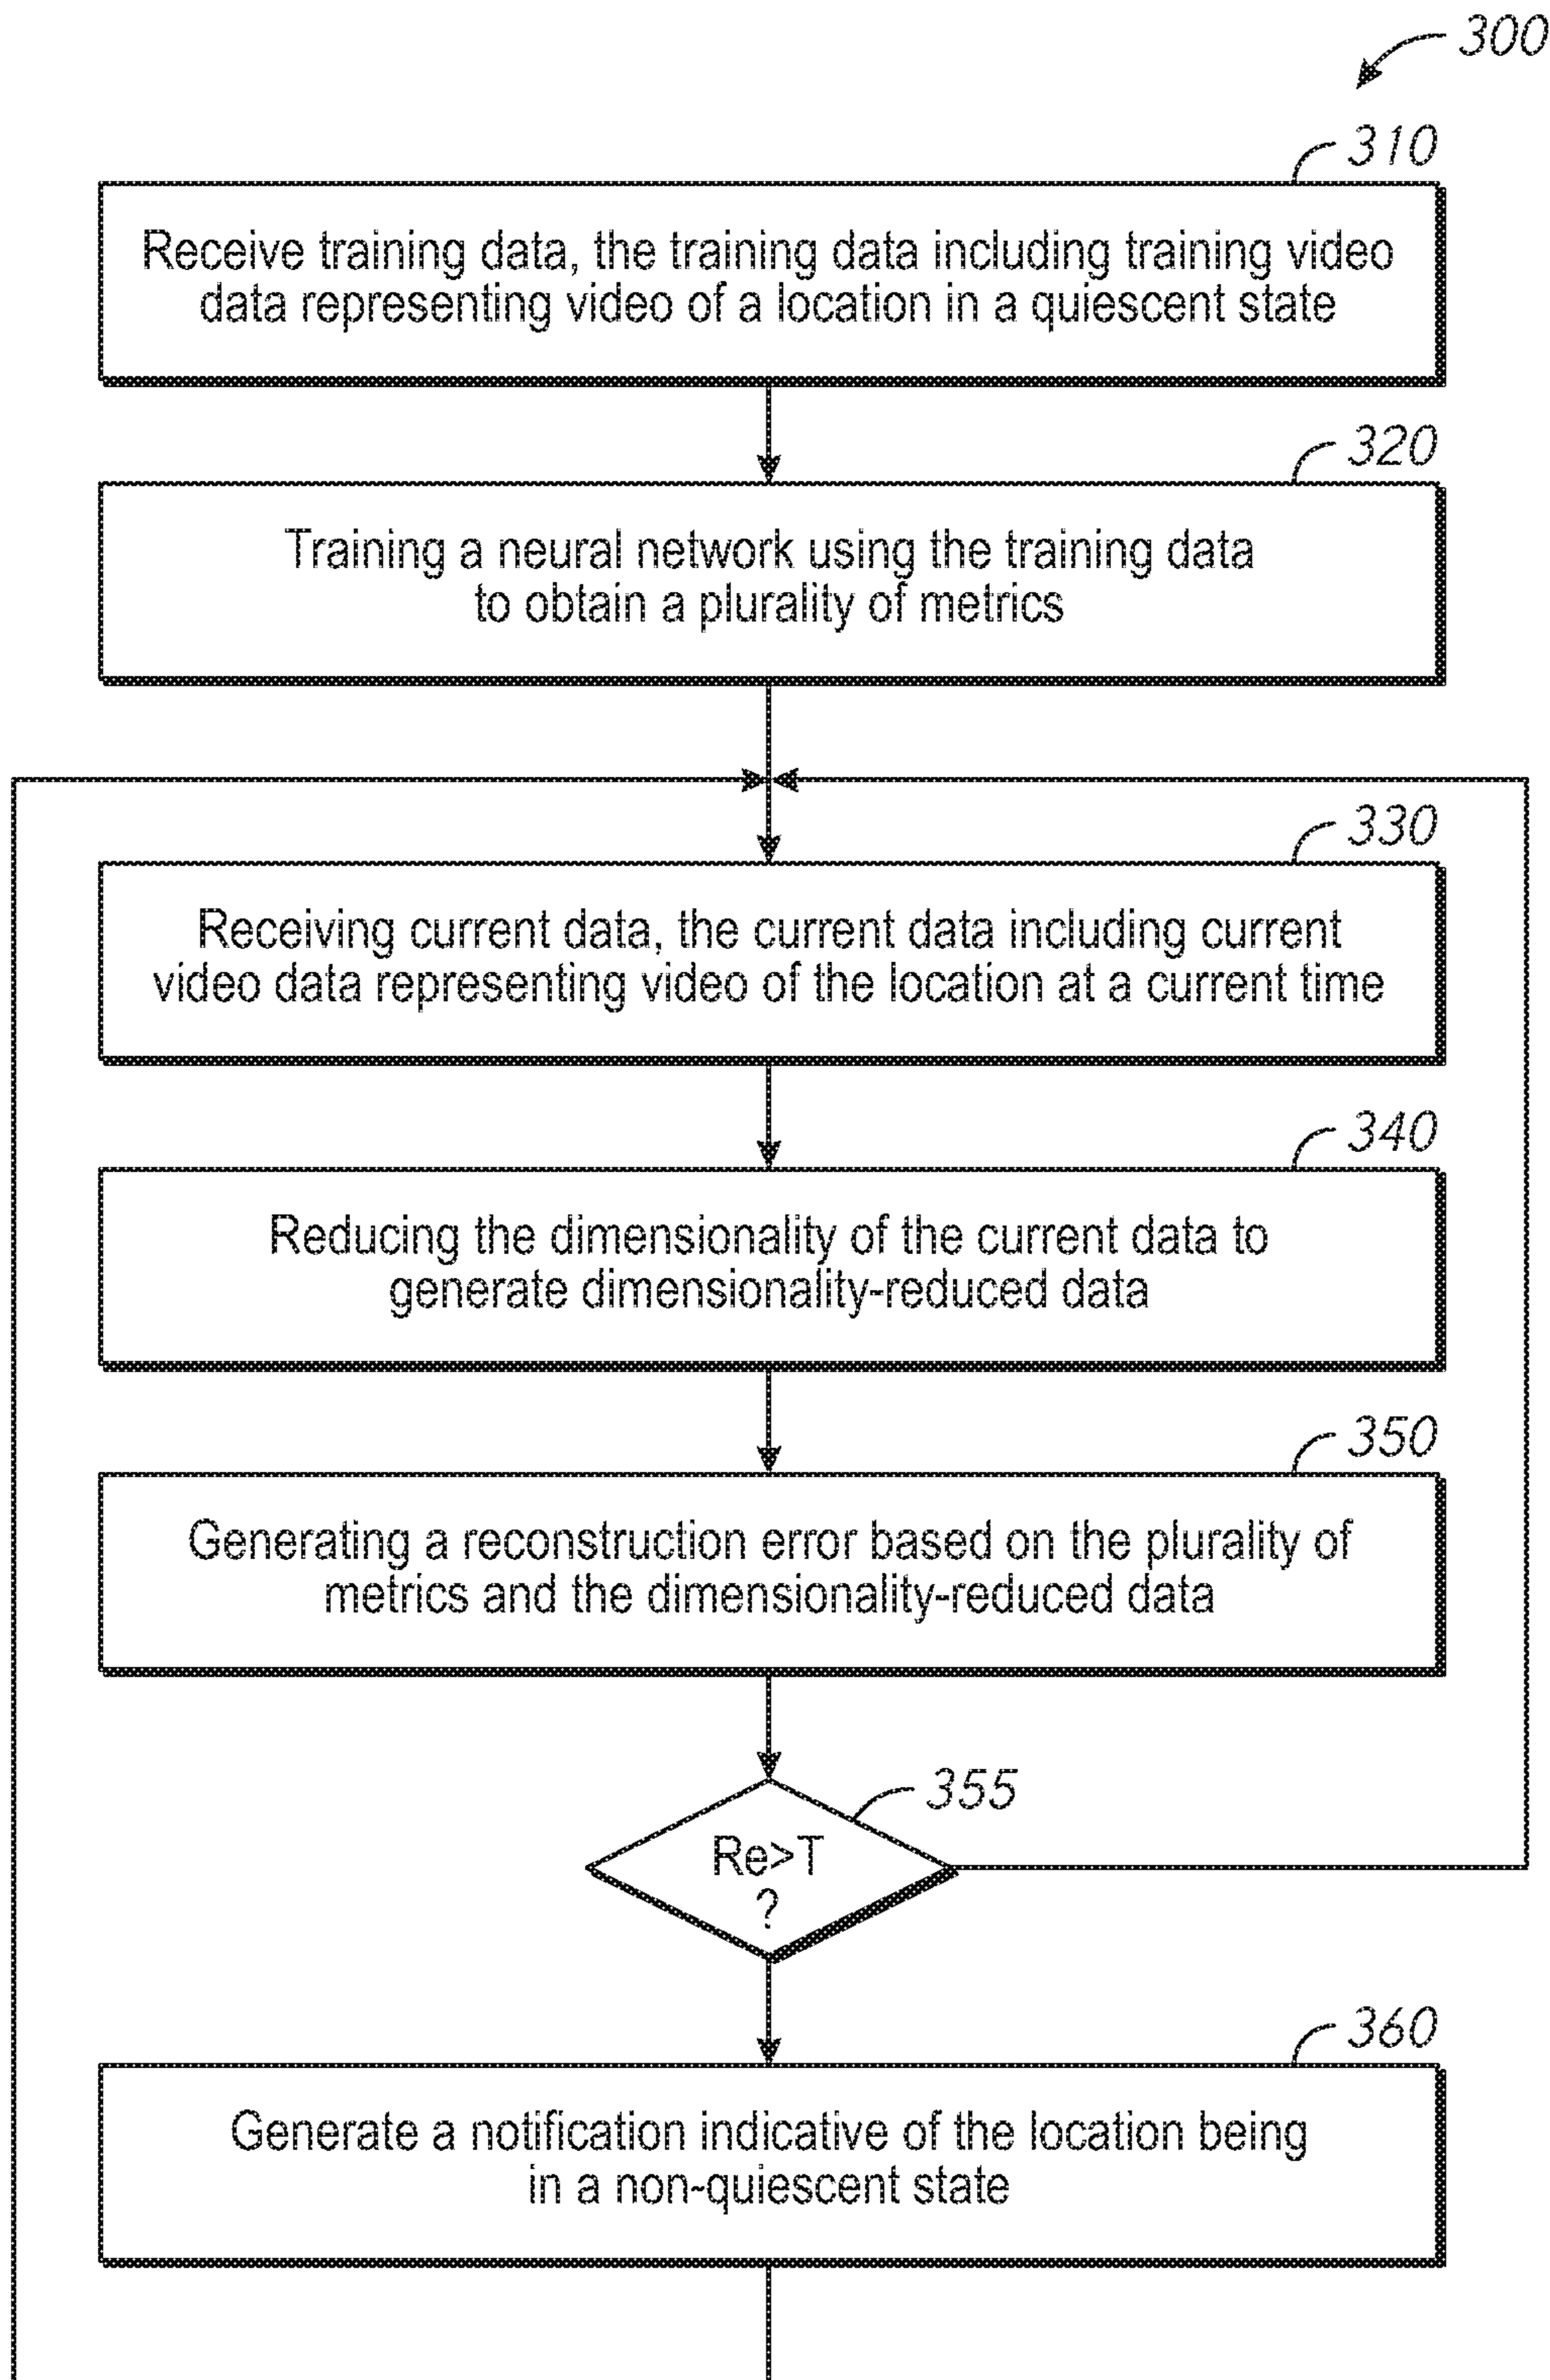 300
310
Receive training data, the training data including training video
data representing video of a location in a quiescent state
320
Training a neural network using the training data
to obtain a plurality of metrics
330
Receiving current data, the current data including current
video data representing video of the location at a current time
340
Reducing the dimensionality of the current data to
generate dimensionality-reduced data
350
Generating a reconstruction error based on the plurality of
metrics and the dimensionality-reduced data
355
Re>T
?
360
Generate a notification indicative of the location being
in a non-quiescent state